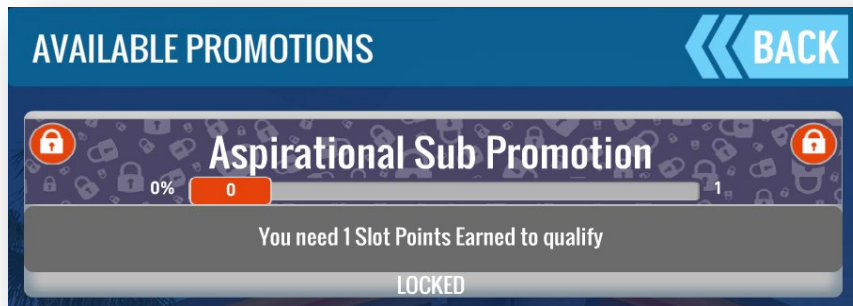 AVAILABLE PROMOTIONS
BACK
Aspirational Sub Promotion
0% 0 1
You need 1 Slot Points Earned to qualify
LOCKED